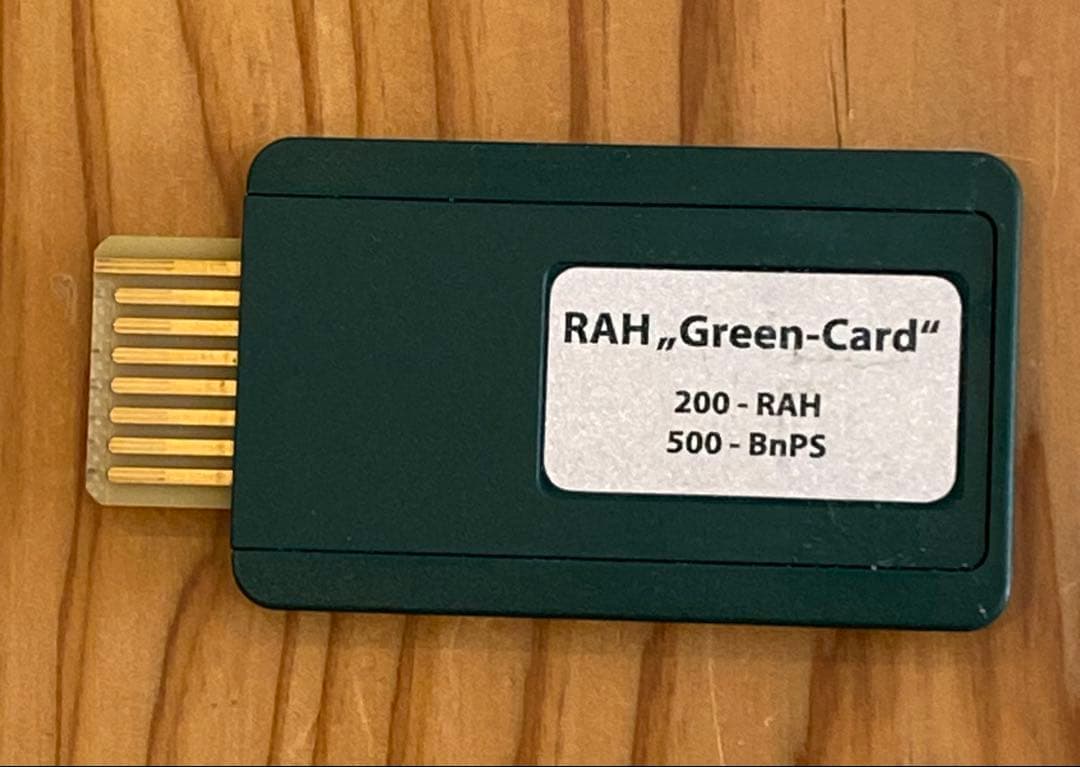 RAH „Green-Card“
200 - RAH
500 - BnPS